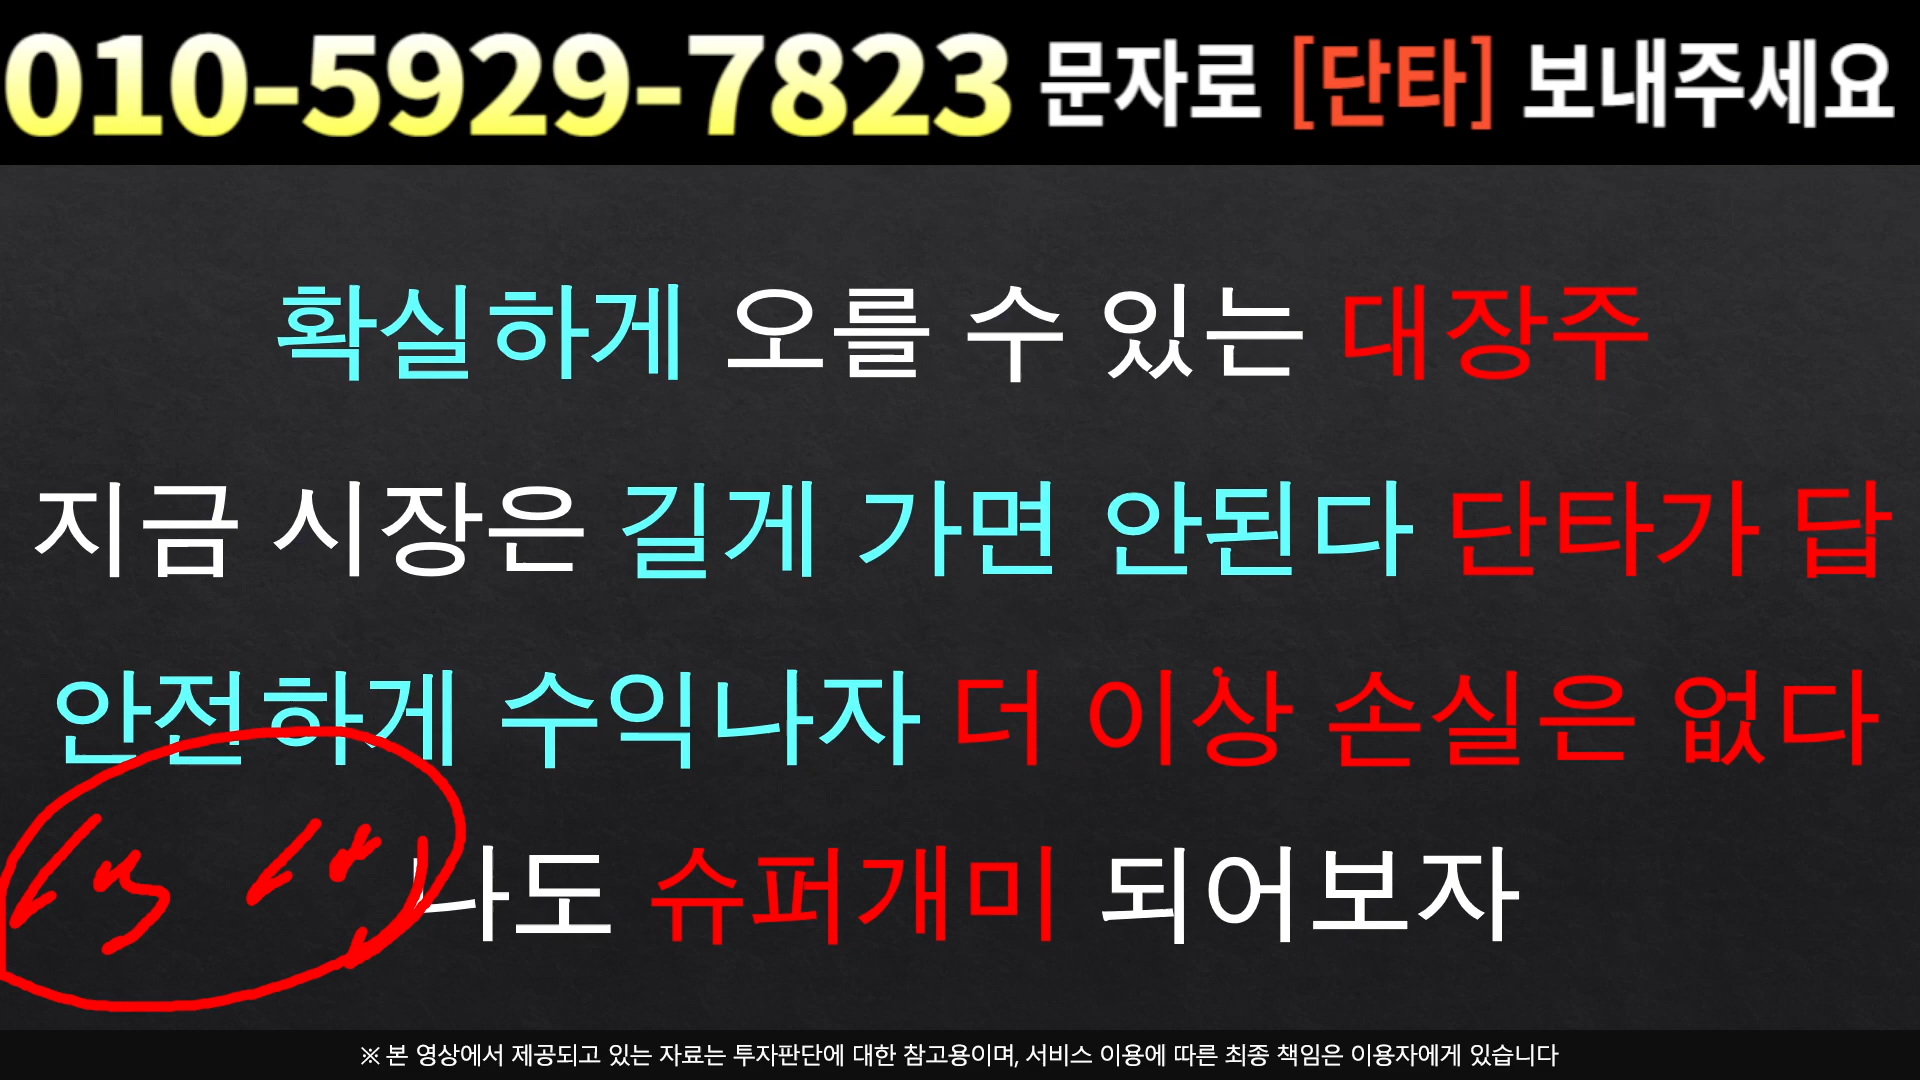 010-5929-7823 문자로 [단타] 보내주세요
확실하게 오를 수 있는 대장주
지금 시장은 길게 가면 안된다 단타가 답
안전하게 수익나자 더 이상 손실은 없다
나도 슈퍼개미 되어보자
※ 본 영상에서 제공되고 있는 자료는 투자판단에 대한 참고용이며, 서비스 이용에 따른 최종 책임은 이용자에게 있습니다